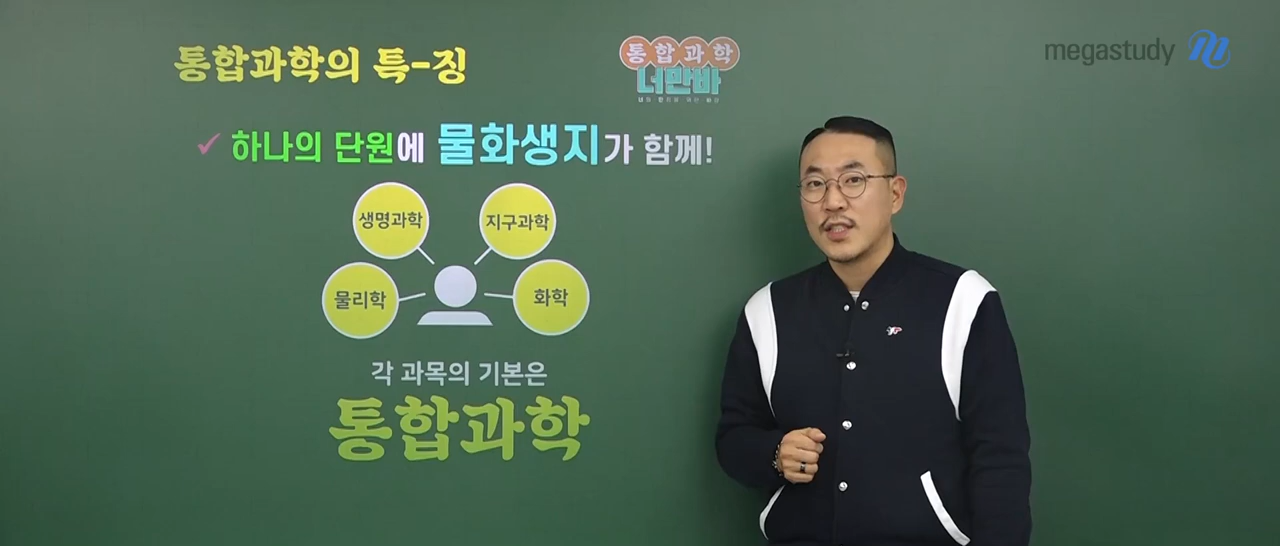 통합과학의 특-징
통합과학
너만바
megastudy
✓ 하나의 단원에 물화생지가 함께!
생명과학
지구과학
물리학
화학
각 과목의 기본은
통합과학